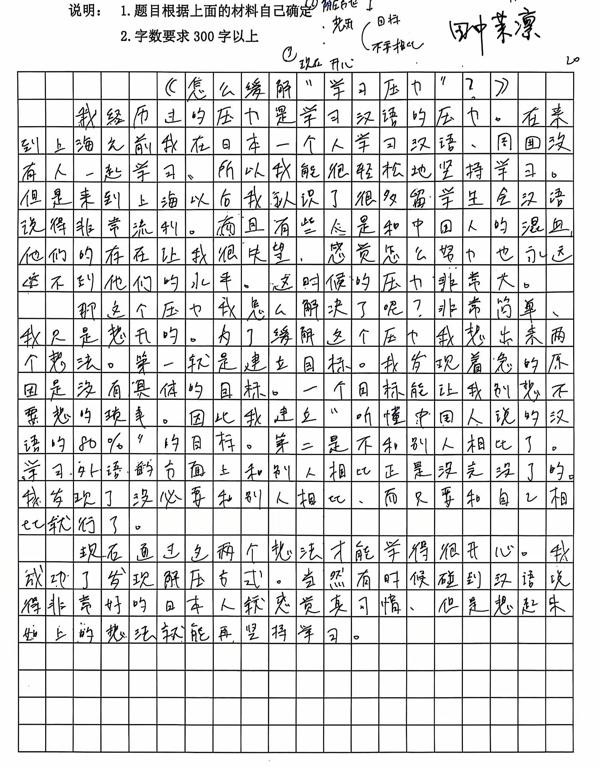 说明： 1.题目根据上面的材料自己确定
2.字数要求 300 字以上
目标
不要相比
① 现在 开心
田中菜凛
20
《怎么缓解“学习压力”？》
我经历过的压力是学习汉语的压力。在来
到上海之前我在日本一个人学习汉语、周围没
有人一起学习、所以我能很轻松地坚持学习。
但是来到上海以后我认识了很多留学生会汉语
说得非常流利。而且有些人是和中国人的混血，
他们的存在让我很失望，感觉怎么努力也永远
坐不到他们的水平。这时候的压力非常大。
那这个压力我怎么解决了呢？非常简单、
我只是想开的。为了缓解这个压力我想出来两
个想法。第一就是建立目标。我发现着急的原
因是没有具体的目标。一个目标能让我别想不
要想的琐事。因此我建立“听懂中国人说的汉
语的80%”的目标。第二是不和别人相比了。
学习外语的方面上和别人相比正是没完没了的。
我发现了没必要和别人相比、而只要和自己相
比就行了。
现在通过这两个想法才能学得很开心。我
成功了发现解压方式。当然有时候碰到汉语说
得非常好的日本人就感觉真可惜、但是想起来
如上的想法就能再坚持学习。